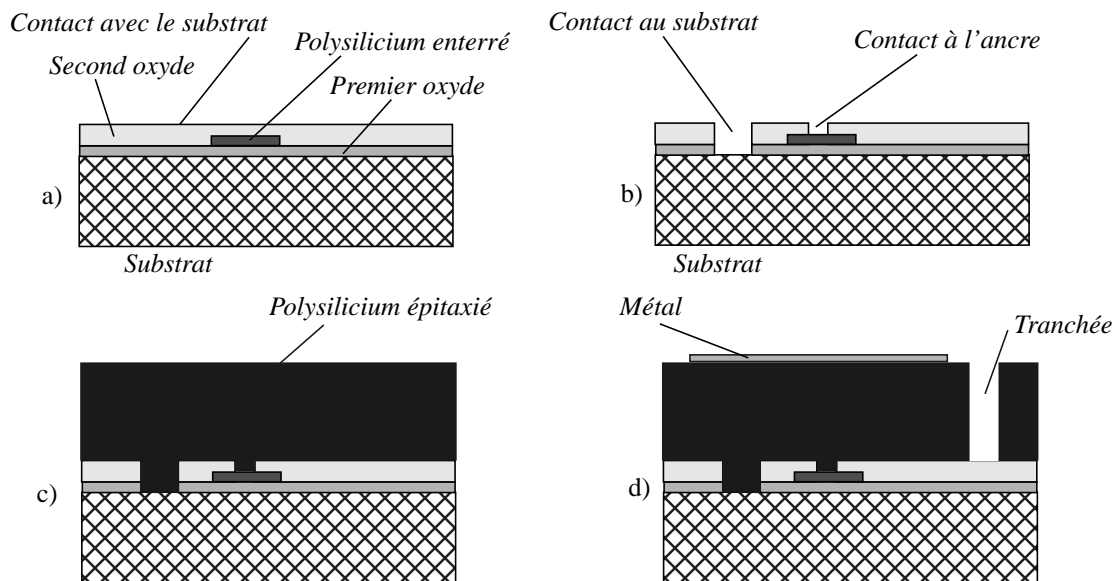 Contact avec le substrat
Polysilicium enterré
Second oxyde
Premier oxyde
a)
Substrat
Contact au substrat
Contact à l'ancre
b)
Substrat
Polysilicium épitaxié
c)
Métal
Tranchée
d)